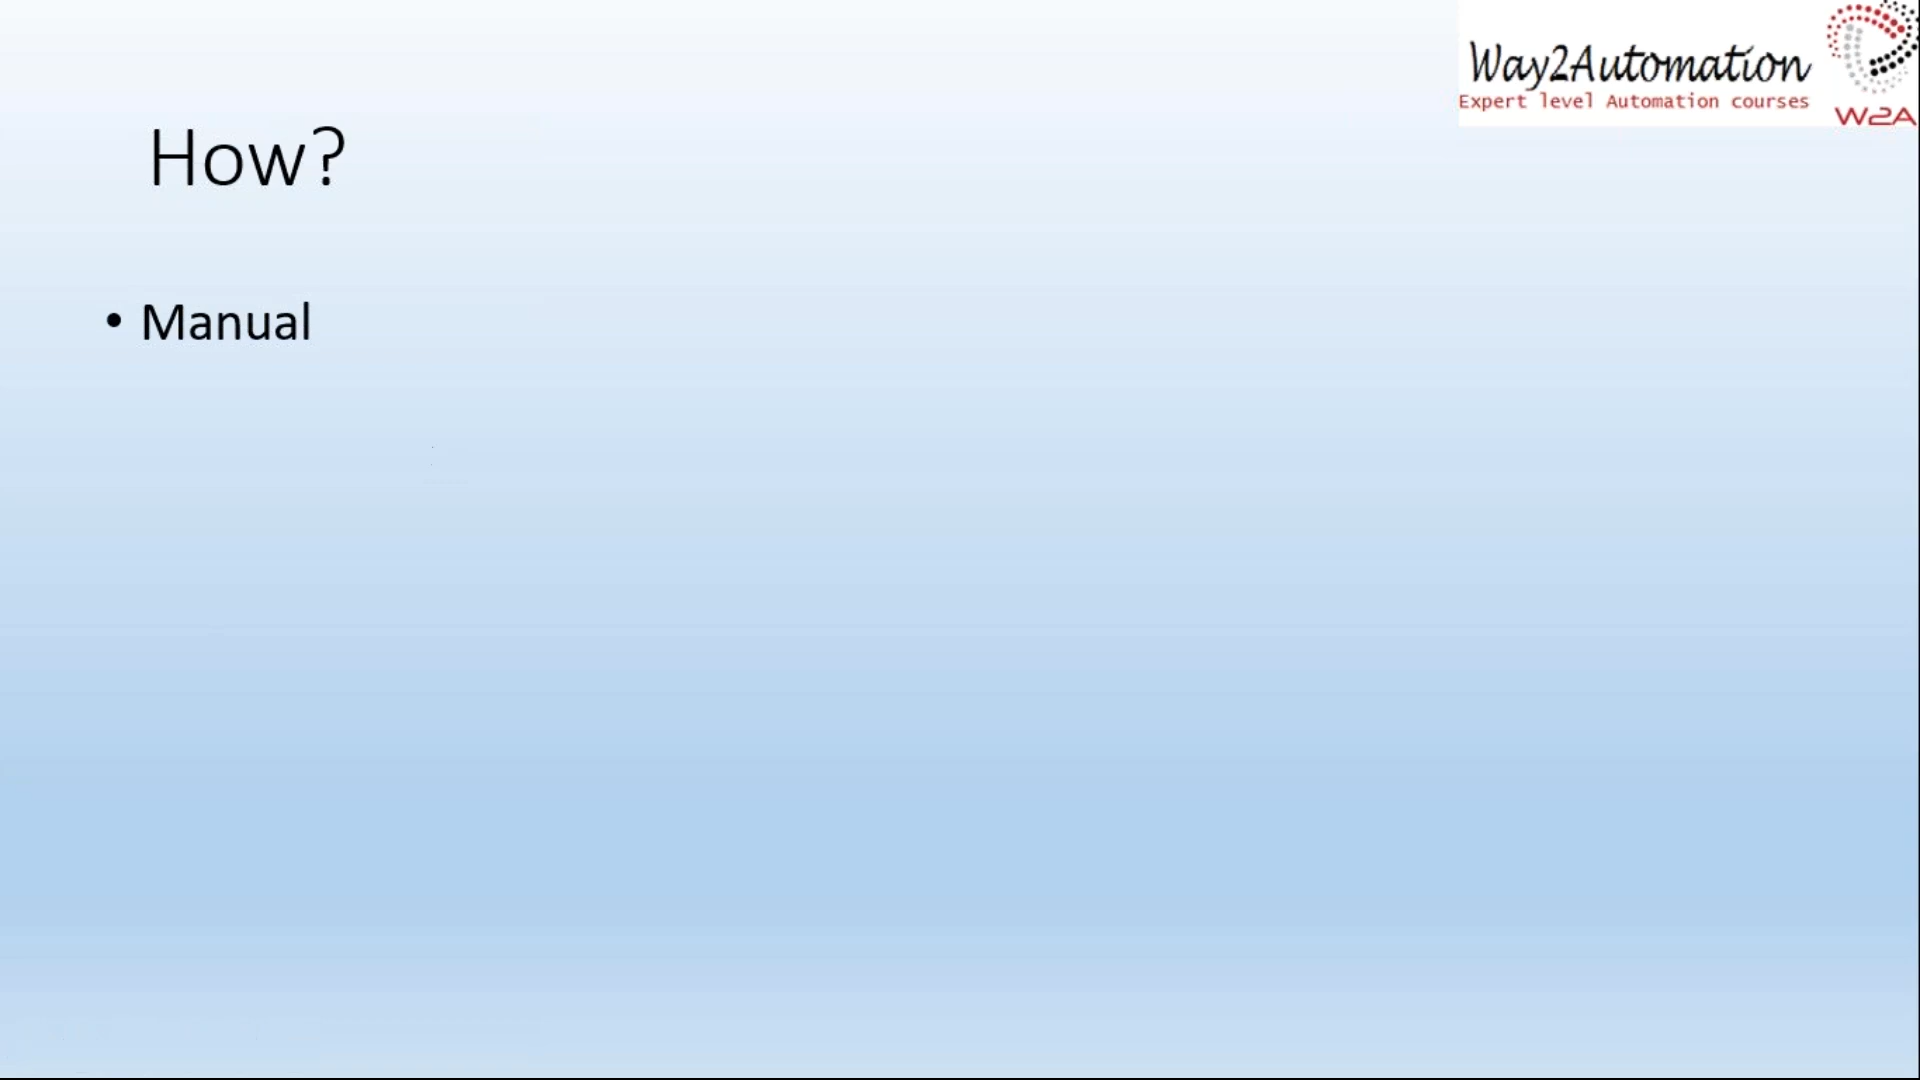 Way2Automation
Expert level Automation courses
W2A
How?
• Manual